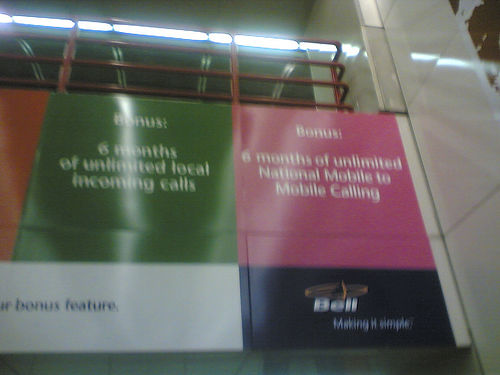 Bonus:
6 months
of unlimited local
incoming calls
Bonus:
6 months of unlimited
National Mobile to
Mobile Calling
ur bonus feature.
Bell
Making it simple.